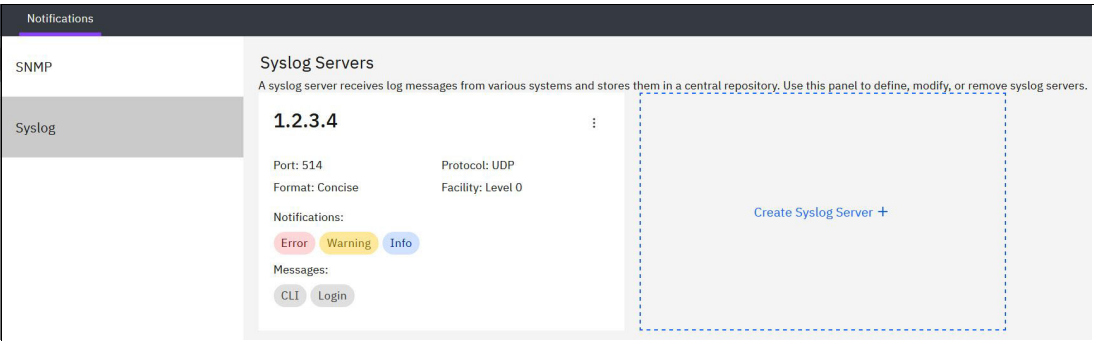 Notifications
SNMP
Syslog
Syslog Servers
A syslog server receives log messages from various systems and stores them in a central repository. Use this panel to define, modify, or remove syslog servers.
1.2.3.4
Port: 514 Protocol: UDP
Format: Concise Facility: Level 0
Notifications:
Error Warning Info
Messages:
CLI Login
Create Syslog Server +